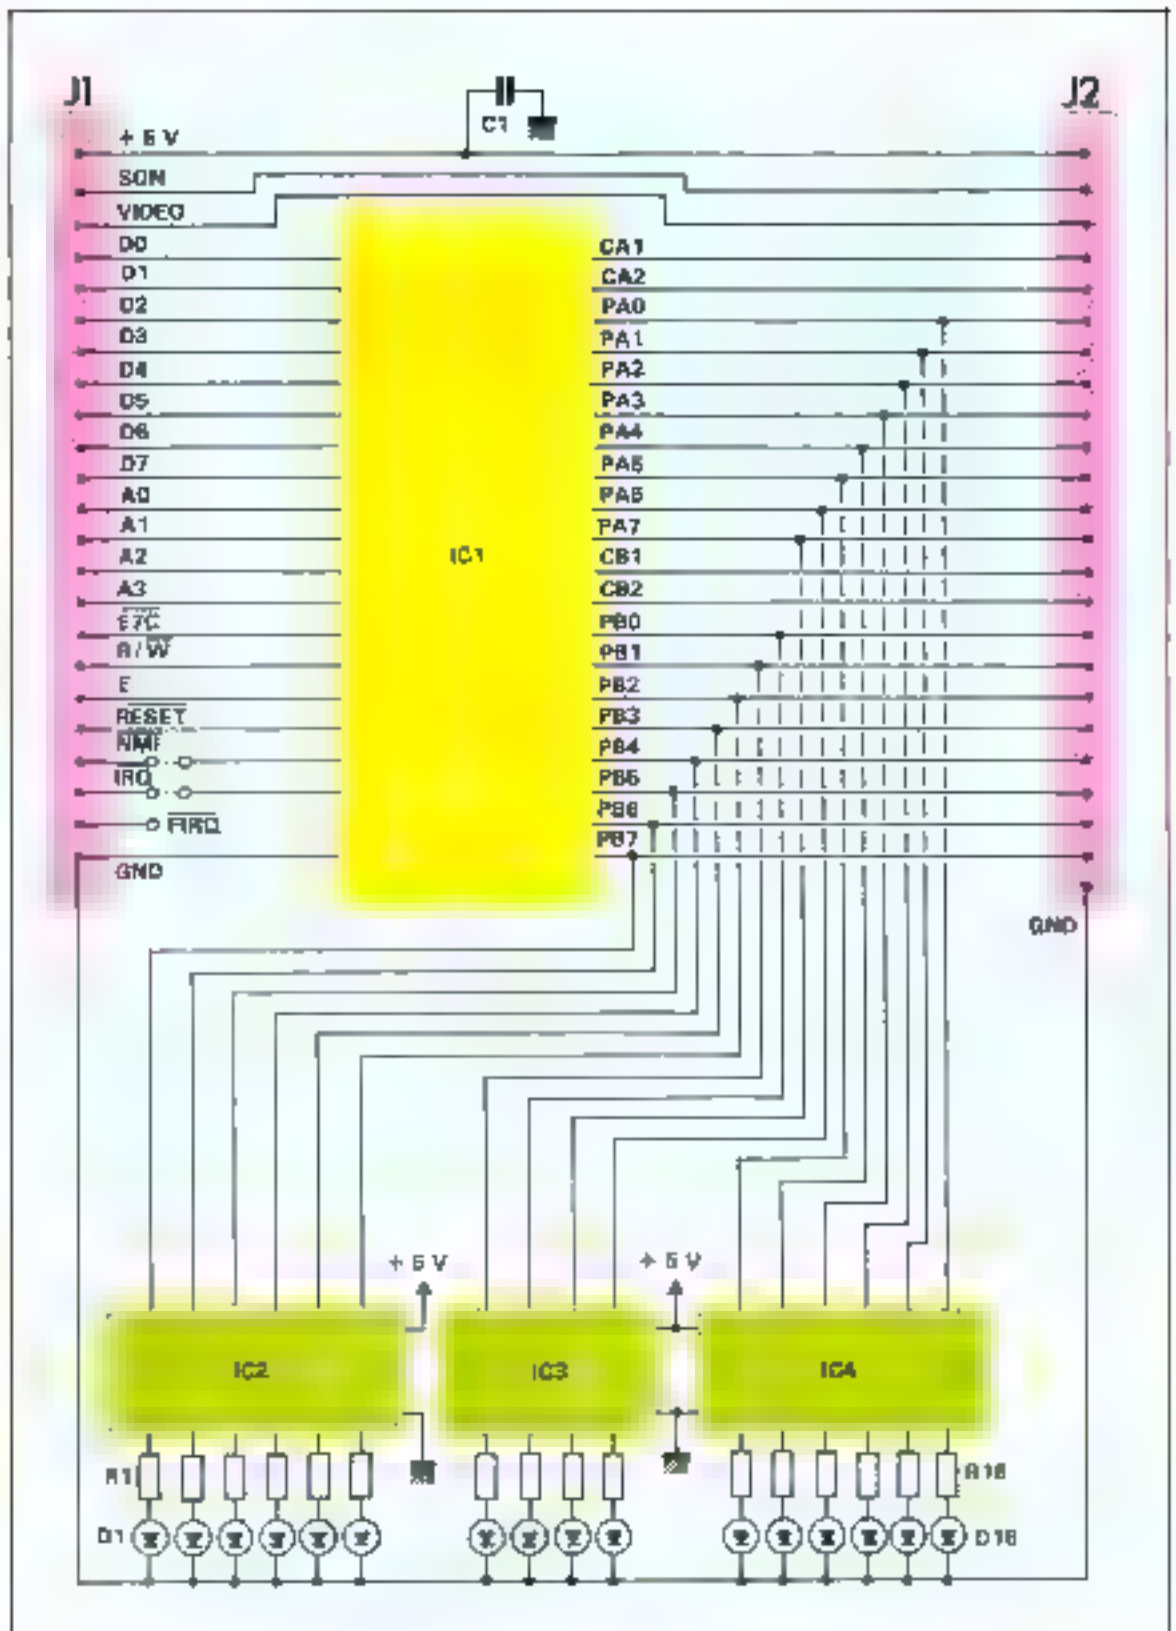 J1
J2
C1
+ 5 V
SON
VIDEO
D0
D1
D2
D3
D4
D5
D6
D7
A0
A1
A2
A3
R/W
E
RESET
NMI
IRQ
FIRQ
GND
IC1
CA1
CA2
PA0
PA1
PA2
PA3
PA4
PA5
PA6
PA7
CB1
CB2
PB0
PB1
PB2
PB3
PB4
PB5
PB6
PB7
GND
+ 5 V
+ 5 V
IC2
IC3
IC4
R1
R16
D1
D16